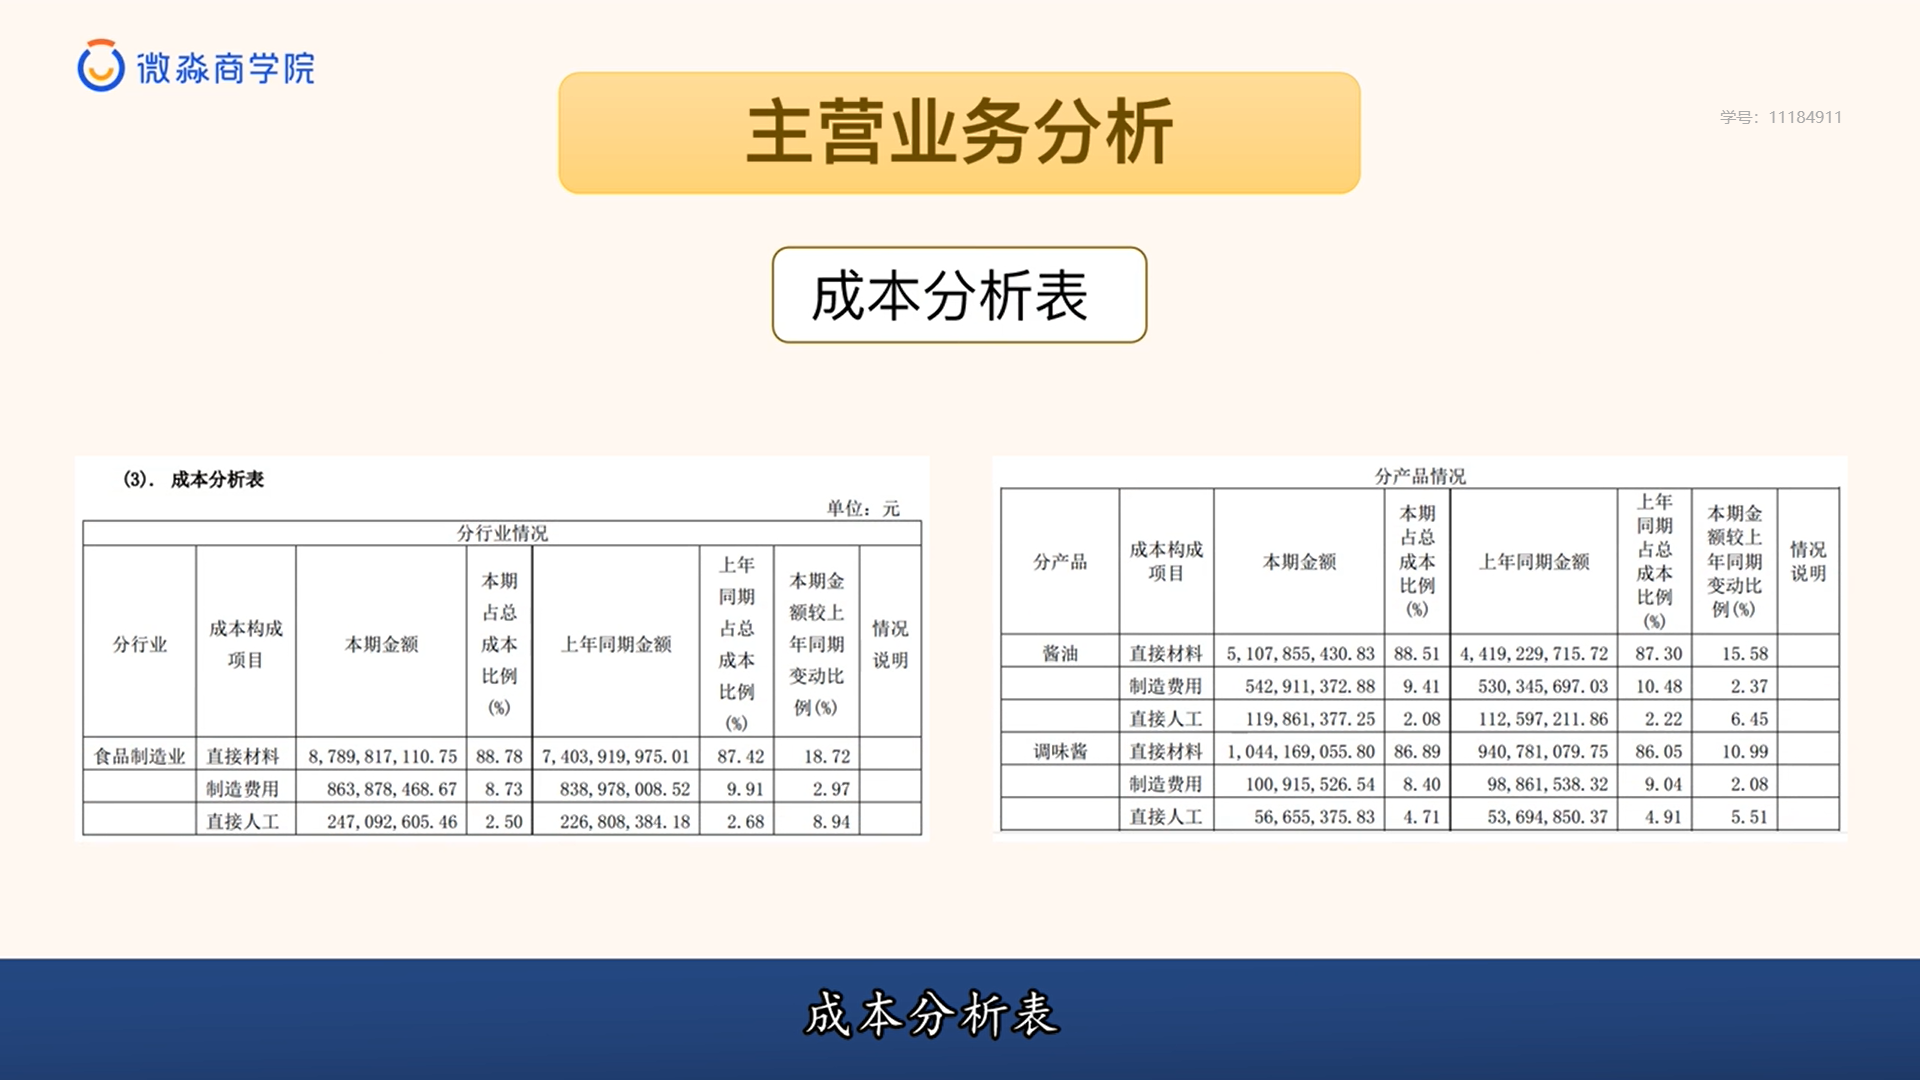 微淼商学院
主营业务分析
学号：11184911
成本分析表
(3). 成本分析表
单位：元
分行业情况
分行业 成本构成项目 本期金额 本期占总成本比例(%) 上年同期金额 上年同期占总成本比例(%) 本期金额较上年同期变动比例(%) 情况说明
食品制造业 直接材料 8,789,817,110.75 88.78 7,403,919,975.01 87.42 18.72
制造费用 863,878,468.67 8.73 838,978,008.52 9.91 2.97
直接人工 247,092,605.46 2.50 226,808,384.18 2.68 8.94
分产品情况
分产品 成本构成项目 本期金额 本期占总成本比例(%) 上年同期金额 上年同期占总成本比例(%) 本期金额较上年同期变动比例(%) 情况说明
酱油 直接材料 5,107,855,430.83 88.51 4,419,229,715.72 87.30 15.58
制造费用 542,911,372.88 9.41 530,345,697.03 10.48 2.37
直接人工 119,861,377.25 2.08 112,597,211.86 2.22 6.45
调味酱 直接材料 1,044,169,055.80 86.89 940,781,079.75 86.05 10.99
制造费用 100,915,526.54 8.40 98,861,538.32 9.04 2.08
直接人工 56,655,375.83 4.71 53,694,850.37 4.91 5.51
成本分析表